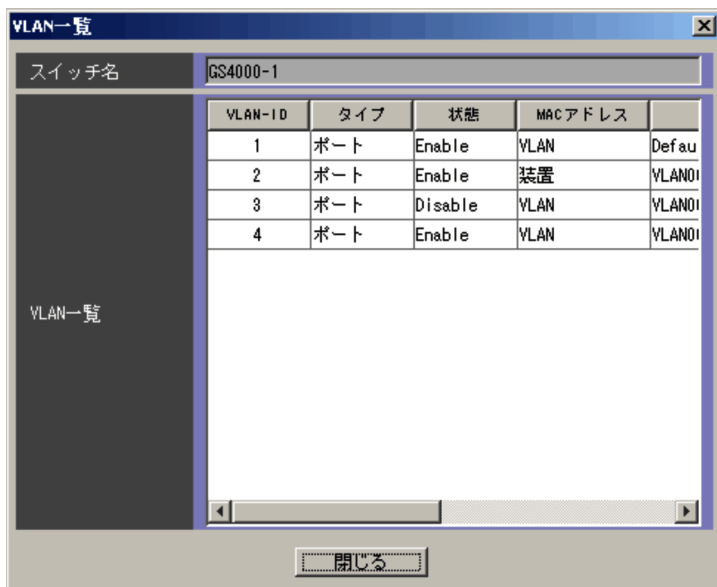 VLAN一覧
スイッチ名 GS4000-1
VLAN-ID タイプ 状態 MACアドレス
1 ポート Enable VLAN Defau
2 ポート Enable 装置 VLAN0
3 ポート Disable VLAN VLAN0
4 ポート Enable VLAN VLAN0
VLAN一覧
閉じる